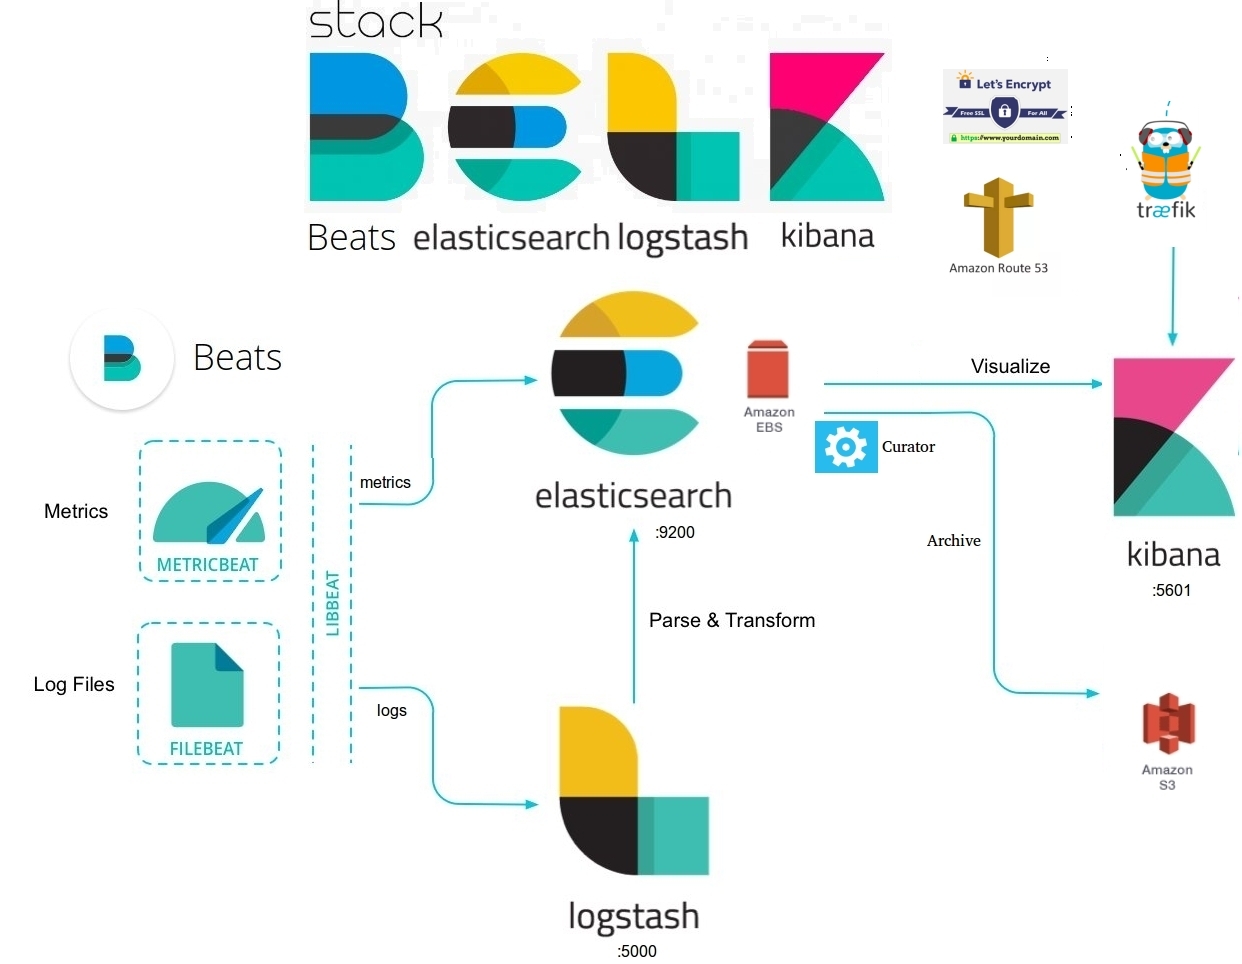 stack
Beats elasticsearch logstash kibana
Let's Encrypt
Free SSL For All
https://www.yourdomain.com
Amazon Route 53
træfik
Beats
Metrics
METRICBEAT
Log Files
FILEBEAT
LIBBEAT
metrics
logs
elasticsearch
:9200
Amazon
EBS
Visualize
Curator
Archive
Parse & Transform
kibana
:5601
Amazon
S3
logstash
:5000